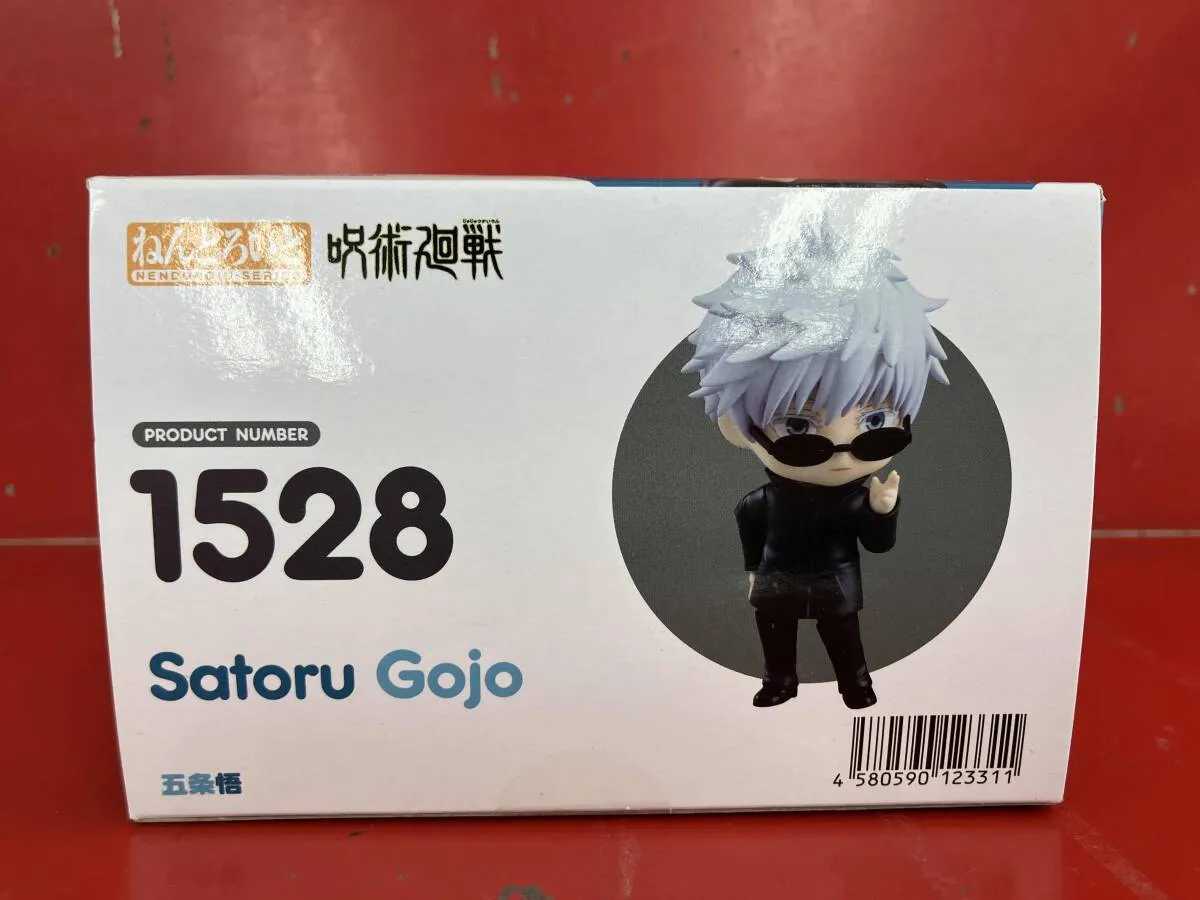 ねんどろいど
NENDOROID SERIES
じゅじゅつかいせん
呪術廻戦
PRODUCT NUMBER
1528
Satoru Gojo
五条悟
4 580590 123311